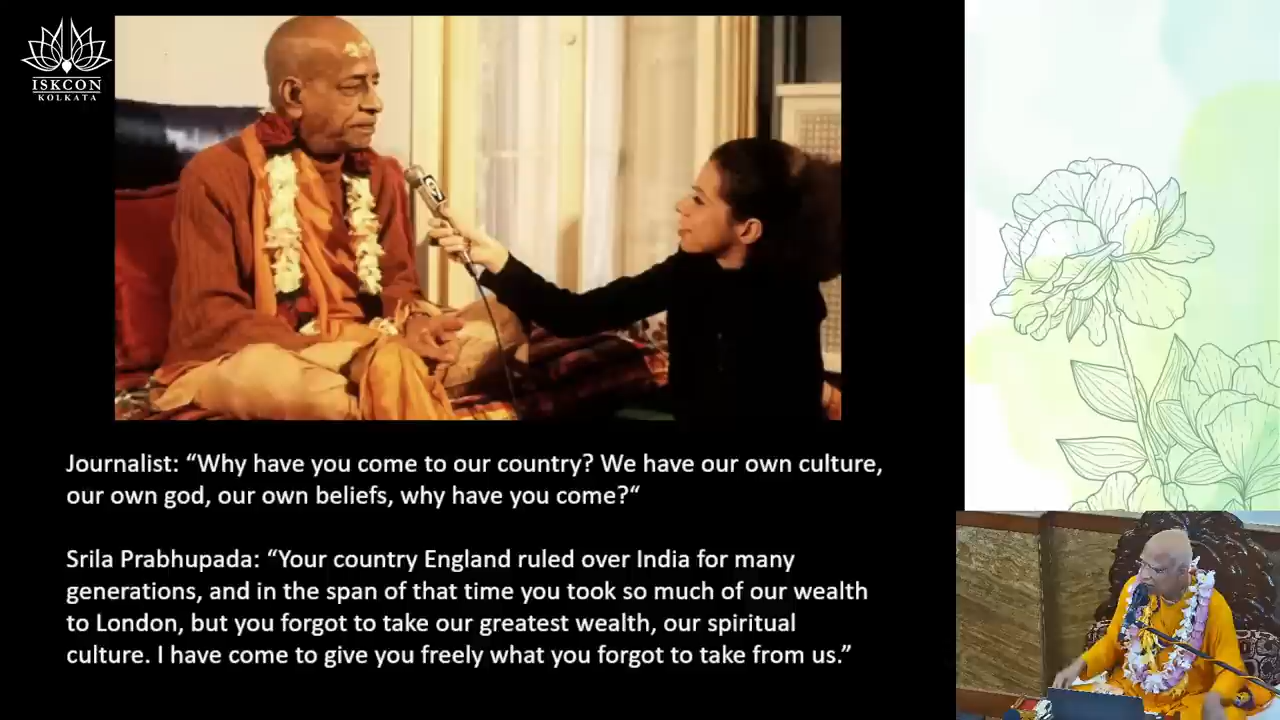 ISKCON
KOLKATA
Journalist: “Why have you come to our country? We have our own culture,
our own god, our own beliefs, why have you come?“
Srila Prabhupada: “Your country England ruled over India for many
generations, and in the span of that time you took so much of our wealth
to London, but you forgot to take our greatest wealth, our spiritual
culture. I have come to give you freely what you forgot to take from us.”